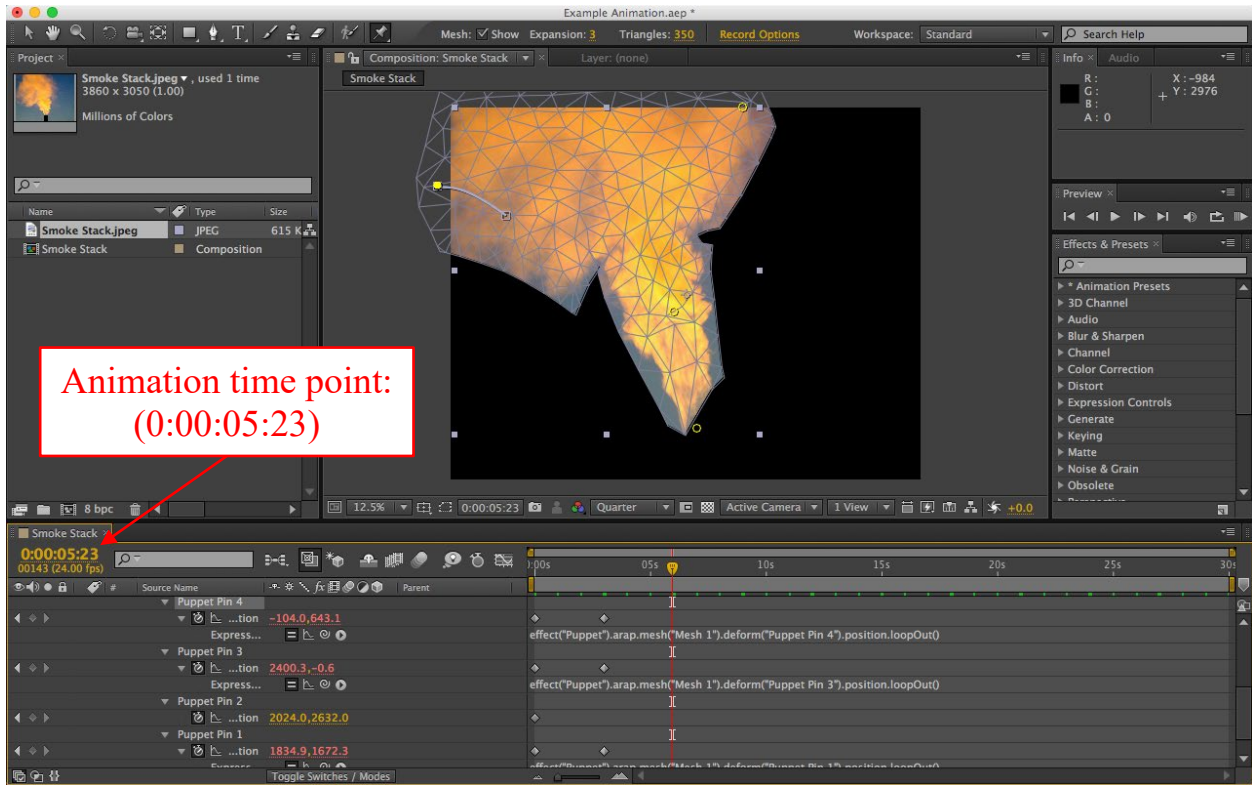 Example Animation.aep *
Mesh: Show Expansion: 3 Triangles: 350 Record Options Workspace: Standard Search Help
Project
Smoke Stack.jpeg , used 1 time
3860 x 3050 (1.00)
Millions of Colors
Name Type Size
Smoke Stack.jpeg JPEG 615 K
Smoke Stack Composition
8 bpc
Composition: Smoke Stack Layer: (none)
Smoke Stack
12.5% 0:00:05:23 Quarter Active Camera 1 View +0.0
Info Audio
R : X : -984
G : + Y : 2976
B :
A : 0
Preview
Effects & Presets
* Animation Presets
3D Channel
Audio
Blur & Sharpen
Channel
Color Correction
Distort
Expression Controls
Generate
Keying
Matte
Noise & Grain
Obsolete
Animation time point:
(0:00:05:23)
Smoke Stack
0:00:05:23
00143 (24.00 fps)
05s 10s 15s 20s 25s
# Source Name fx Parent
Puppet Pin 4
...tion -104.0,643.1
Express... effect("Puppet").arap.mesh("Mesh 1").deform("Puppet Pin 4").position.loopOut()
Puppet Pin 3
...tion 2400.3,-0.6
Express... effect("Puppet").arap.mesh("Mesh 1").deform("Puppet Pin 3").position.loopOut()
Puppet Pin 2
...tion 2024.0,2632.0
Puppet Pin 1
...tion 1834.9,1672.3
Toggle Switches / Modes